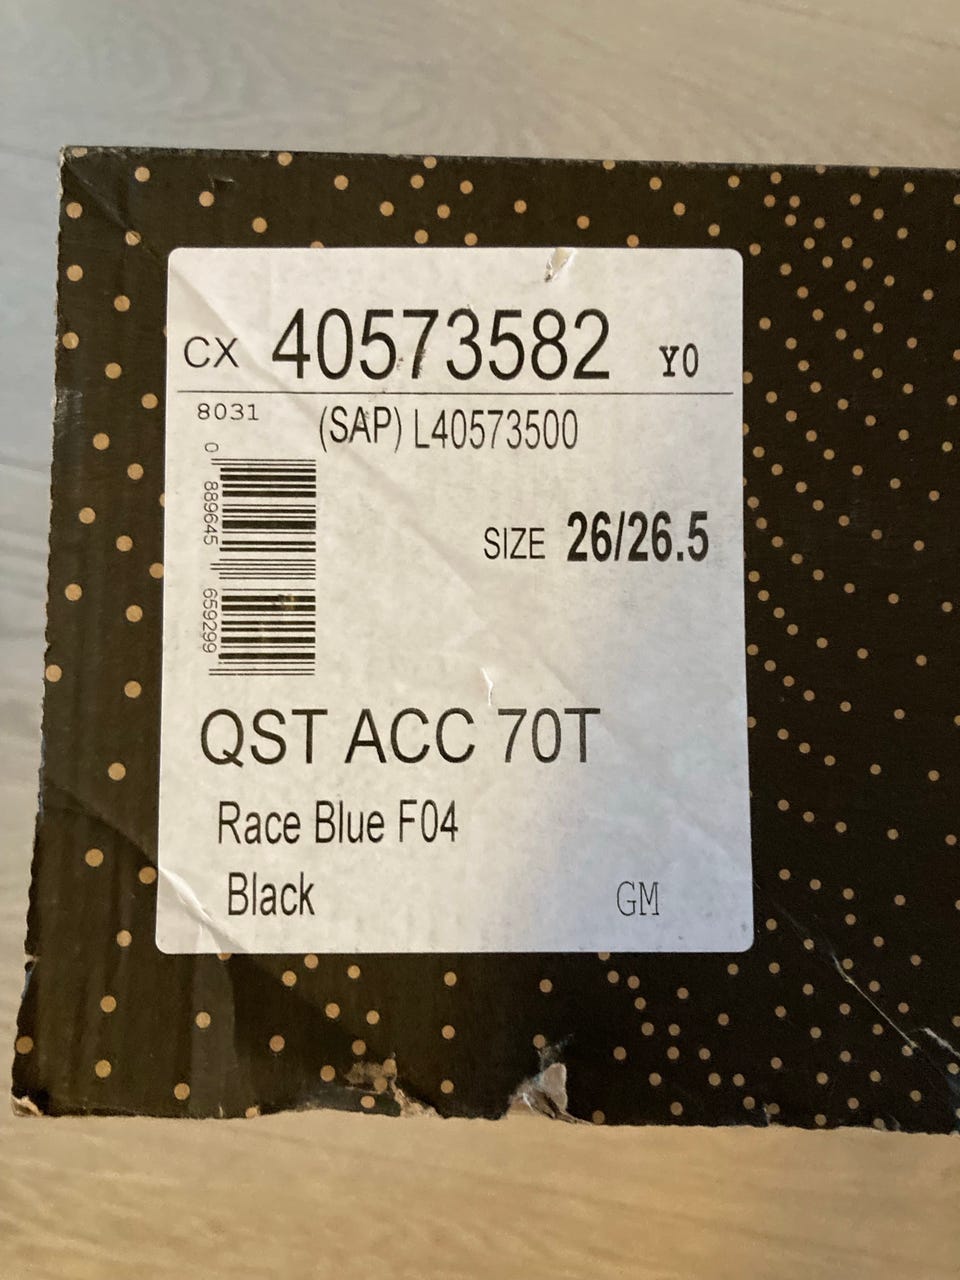 CX 40573582 Y0
8031 (SAP) L40573500
0 889645 659299
SIZE 26/26.5
QST ACC 70T
Race Blue F04
Black GM